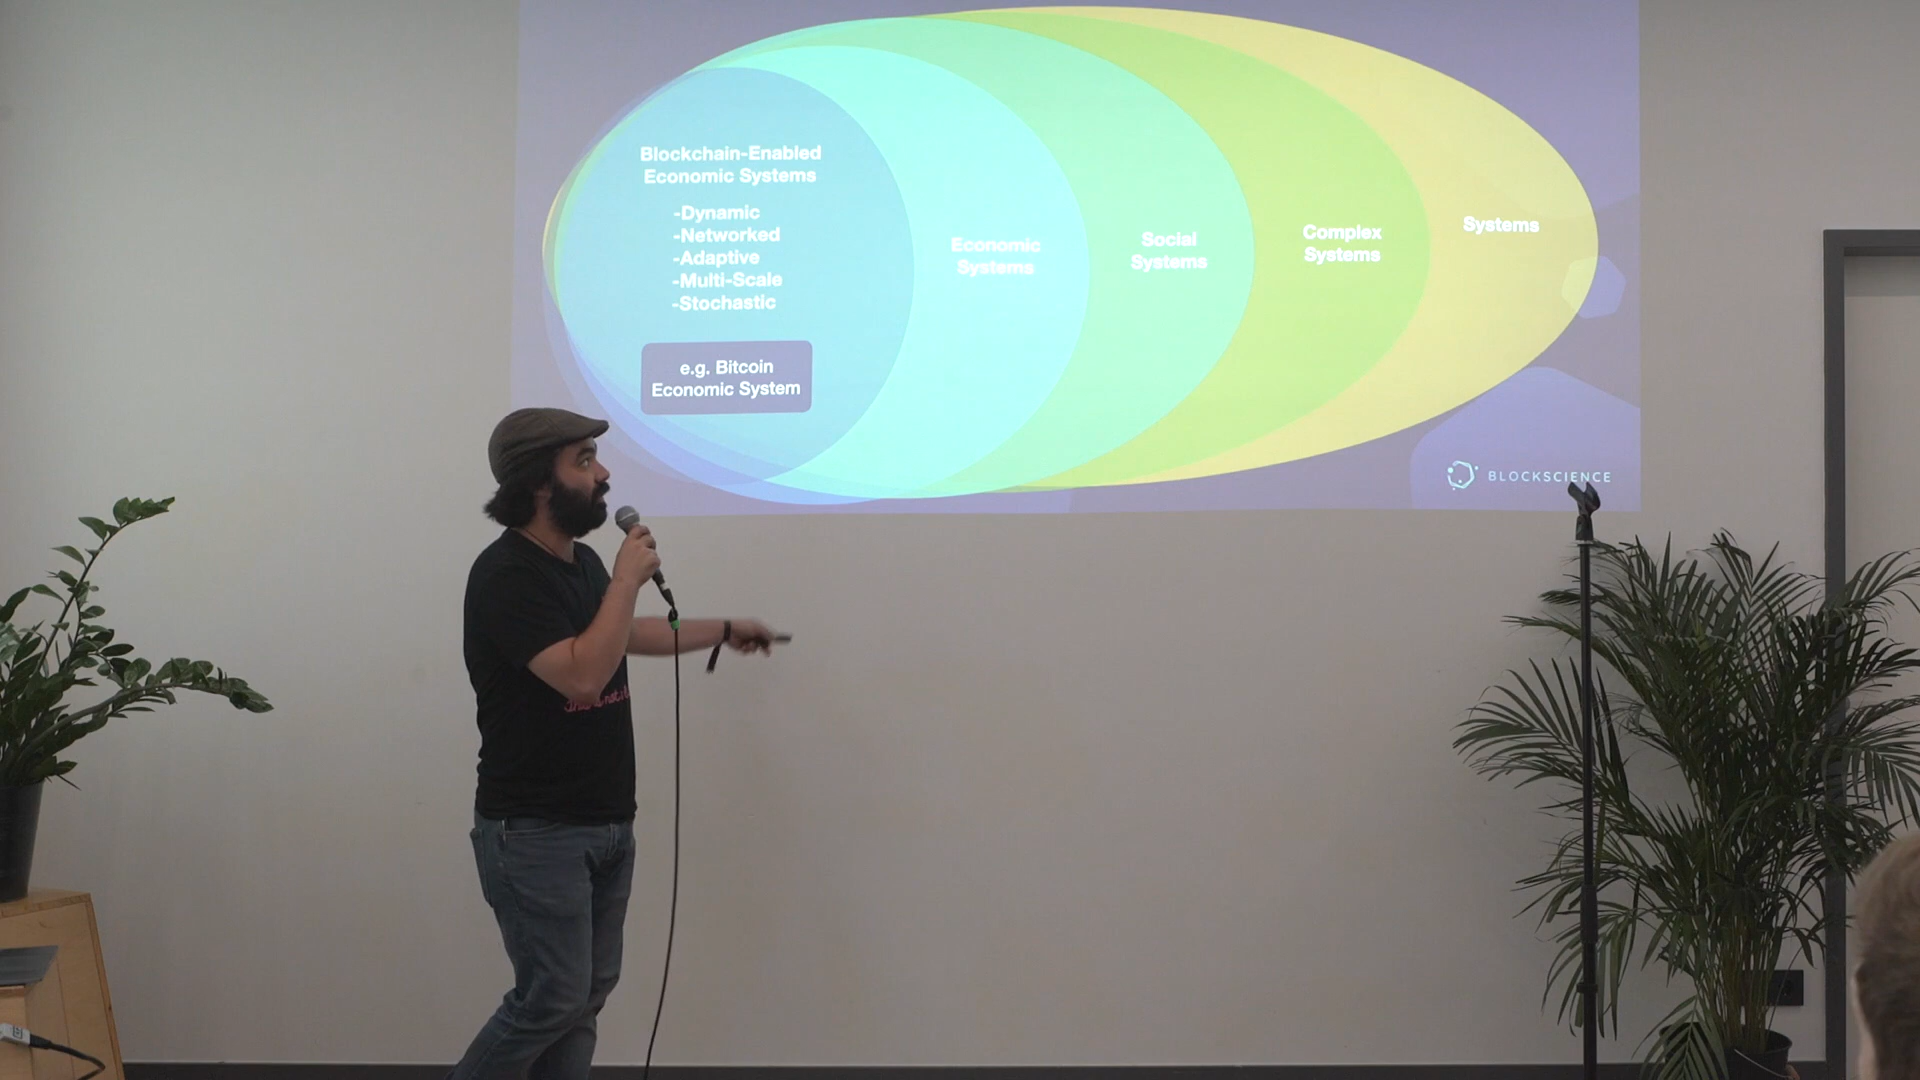 Blockchain-Enabled
Economic Systems
-Dynamic
-Networked
-Adaptive
-Multi-Scale
-Stochastic
e.g. Bitcoin
Economic System
Economic
Systems
Social
Systems
Complex
Systems
Systems
BLOCKSCIENCE